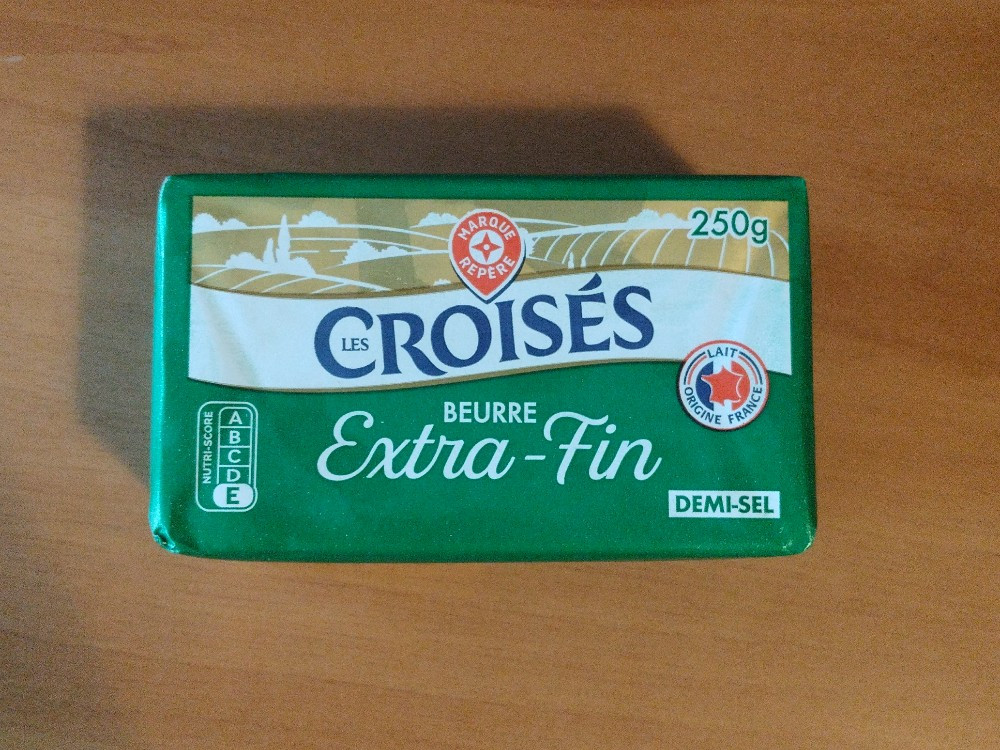 250g
MARQUE
REPÈRE
LES CROISÉS
LAIT
ORIGINE FRANCE
BEURRE
Extra-Fin
NUTRI-SCORE
A
B
C
D
E
DEMI-SEL